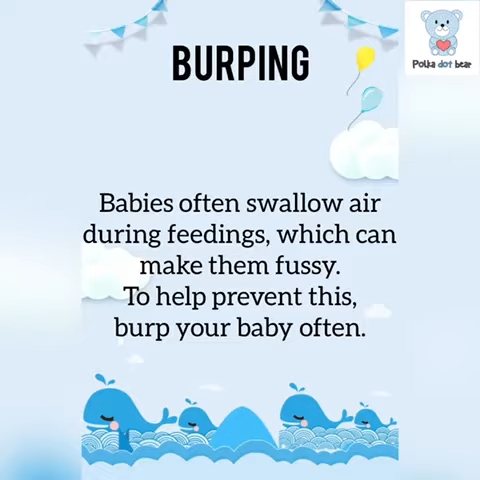 BURPING
Polka dot bear
Babies often swallow air
during feedings, which can
make them fussy.
To help prevent this,
burp your baby often.